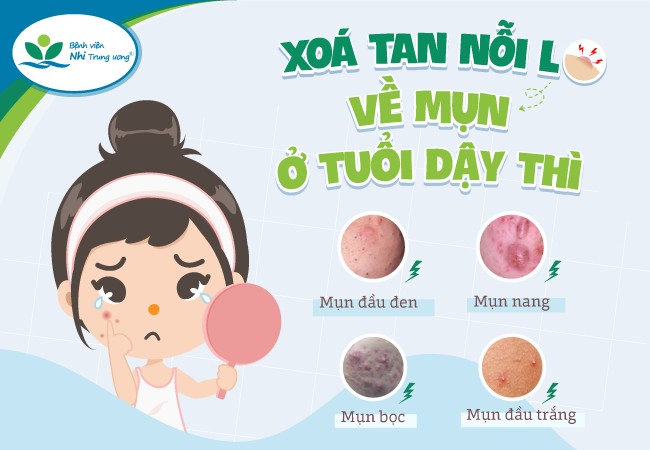 Bệnh viện
Nhi Trung ương
XOÁ TAN NỖI L
VỀ MỤN
Ở TUỔI DẬY THÌ
Mụn đầu đen
Mụn nang
Mụn bọc
Mụn đầu trắng